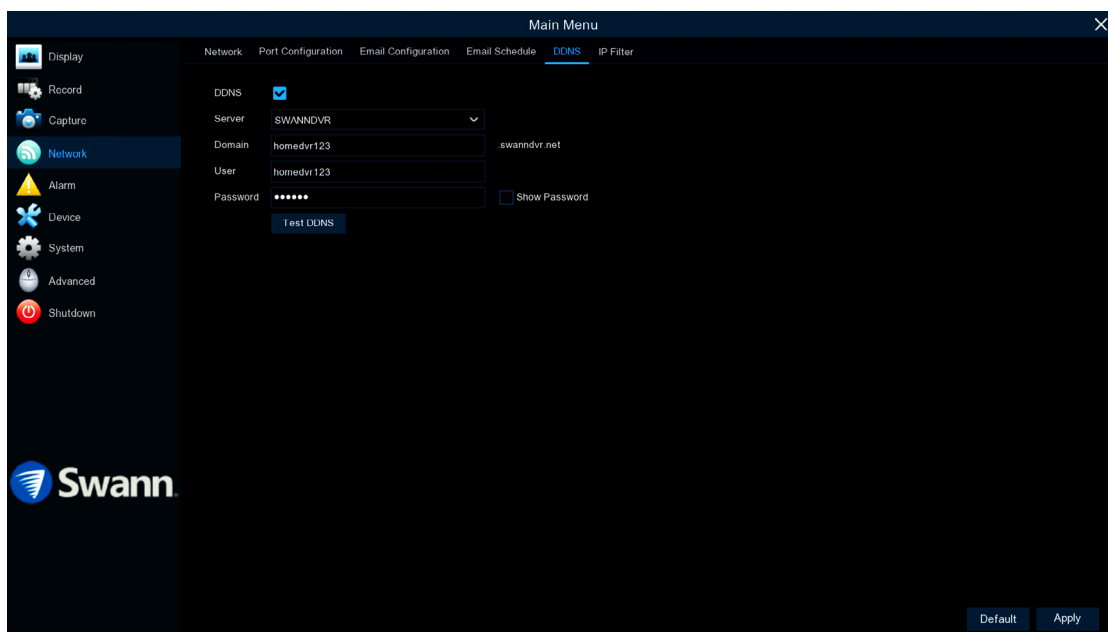 Main Menu
Display
Record
Capture
Network
Alarm
Device
System
Advanced
Shutdown
Swann.
Network Port Configuration Email Configuration Email Schedule DDNS IP Filter
DDNS
Server SWANNDVR
Domain homedvr123 .swanndvr.net
User homedvr123
Password •••••• Show Password
Test DDNS
Default Apply